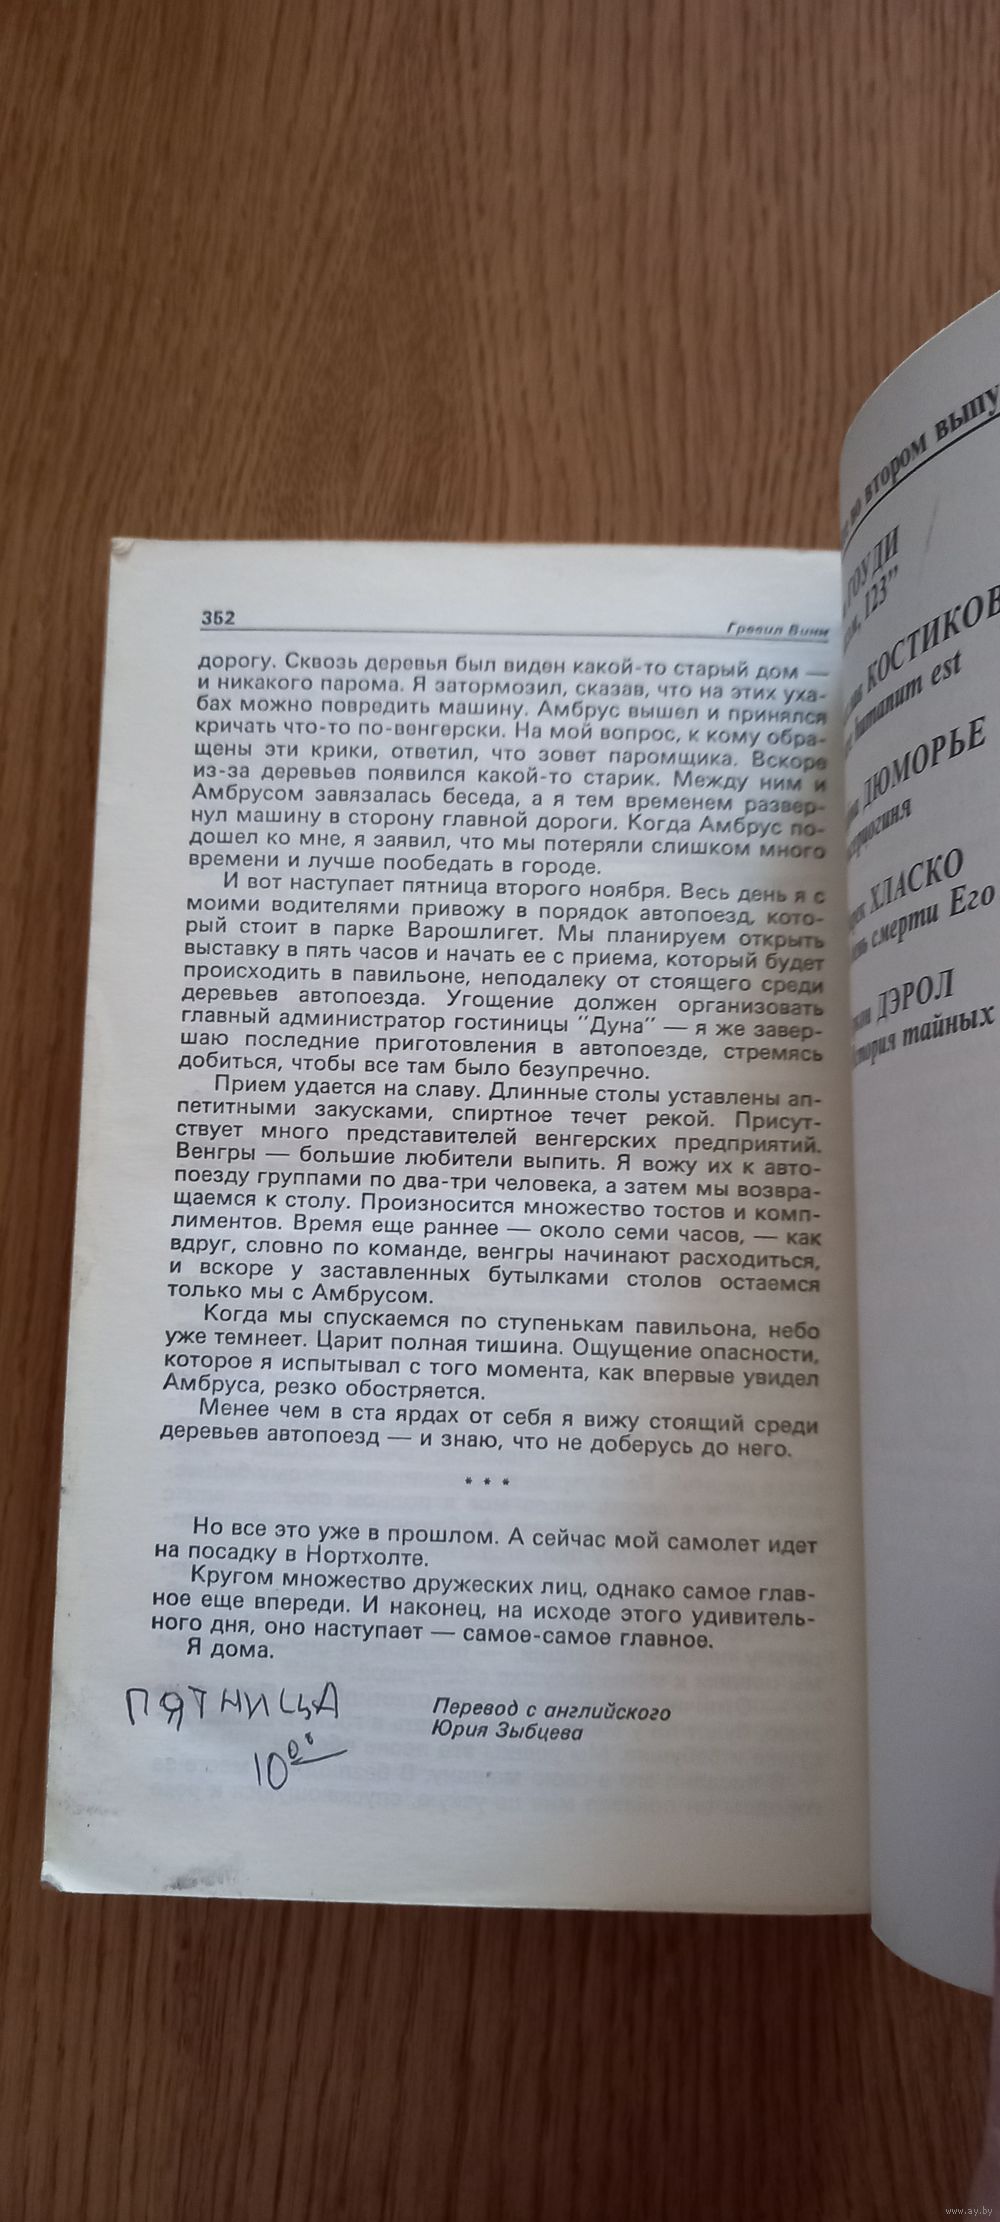 352
Гревил Винн
дорогу. Сквозь деревья был виден какой-то старый дом —
и никакого парома. Я затормозил, сказав, что на этих уха-
бах можно повредить машину. Амбрус вышел и принялся
кричать что-то по-венгерски. На мой вопрос, к кому обра-
щены эти крики, ответил, что зовет паромщика. Вскоре
из-за деревьев появился какой-то старик. Между ним и
Амбрусом завязалась беседа, а я тем временем развер-
нул машину в сторону главной дороги. Когда Амбрус по-
дошел ко мне, я заявил, что мы потеряли слишком много
времени и лучше пообедать в городе.
И вот наступает пятница второго ноября. Весь день я с
моими водителями привожу в порядок автопоезд, кото-
рый стоит в парке Варошлигет. Мы планируем открыть
выставку в пять часов и начать ее с приема, который будет
происходить в павильоне, неподалеку от стоящего среди
деревьев автопоезда. Угощение должен организовать
главный администратор гостиницы "Дуна" — я же завер-
шаю последние приготовления в автопоезде, стремясь
добиться, чтобы все там было безупречно.
Прием удается на славу. Длинные столы уставлены ап-
петитными закусками, спиртное течет рекой. Присут-
ствует много представителей венгерских предприятий.
Венгры — большие любители выпить. Я вожу их к авто-
поезду группами по два-три человека, а затем мы возвра-
щаемся к столу. Произносится множество тостов и комп-
лиментов. Время еще раннее — около семи часов, — как
вдруг, словно по команде, венгры начинают расходиться,
и вскоре у заставленных бутылками столов остаемся
только мы с Амбрусом.
Когда мы спускаемся по ступенькам павильона, небо
уже темнеет. Царит полная тишина. Ощущение опасности,
которое я испытывал с того момента, как впервые увидел
Амбруса, резко обостряется.
Менее чем в ста ярдах от себя я вижу стоящий среди
деревьев автопоезд — и знаю, что не доберусь до него.
* * *
Но все это уже в прошлом. А сейчас мой самолет идет
на посадку в Нортхолте.
Кругом множество дружеских лиц, однако самое глав-
ное еще впереди. И наконец, на исходе этого удивитель-
ного дня, оно наступает — самое-самое главное.
Я дома.
Перевод с английского
Юрия Зыбцева
ПЯТНИЦА
10⁰⁰
во втором выпу
ГОУ ДИ
123”
КОСТИКОВ
humanum est
ДЮМОРЬЕ
ХЛАСКО
смерти Его
ДЭРОЛ
тайных
www.ay.by